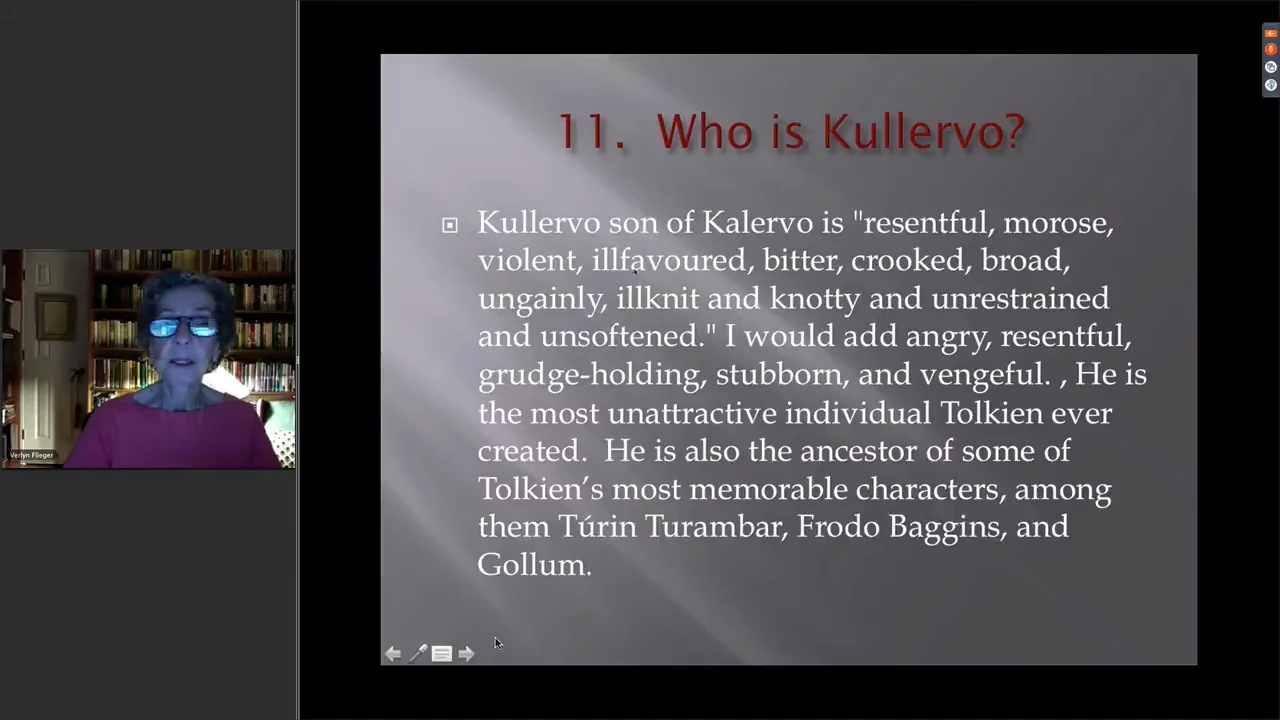 11. Who is Kullervo?
Kullervo son of Kalervo is "resentful, morose,
violent, illfavoured, bitter, crooked, broad,
ungainly, illknit and knotty and unrestrained
and unsoftened." I would add angry, resentful,
grudge-holding, stubborn, and vengeful. , He is
the most unattractive individual Tolkien ever
created. He is also the ancestor of some of
Tolkien’s most memorable characters, among
them Túrin Turambar, Frodo Baggins, and
Gollum.
Verlyn Flieger